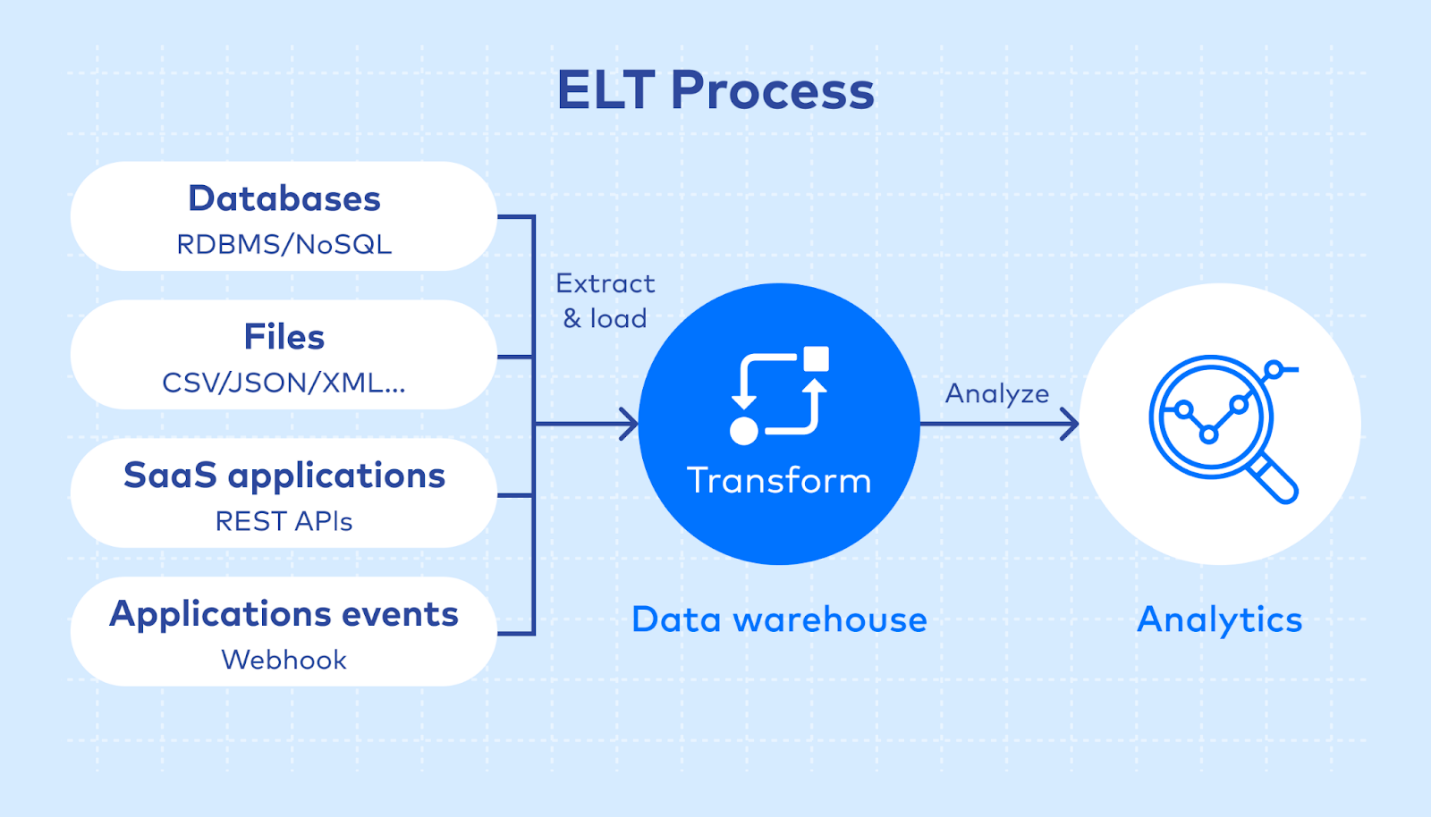 ELT Process
Databases
RDBMS/NoSQL
Files
CSV/JSON/XML...
SaaS applications
REST APIs
Applications events
Webhook
Extract
& load
Transform
Data warehouse
Analyze
Analytics